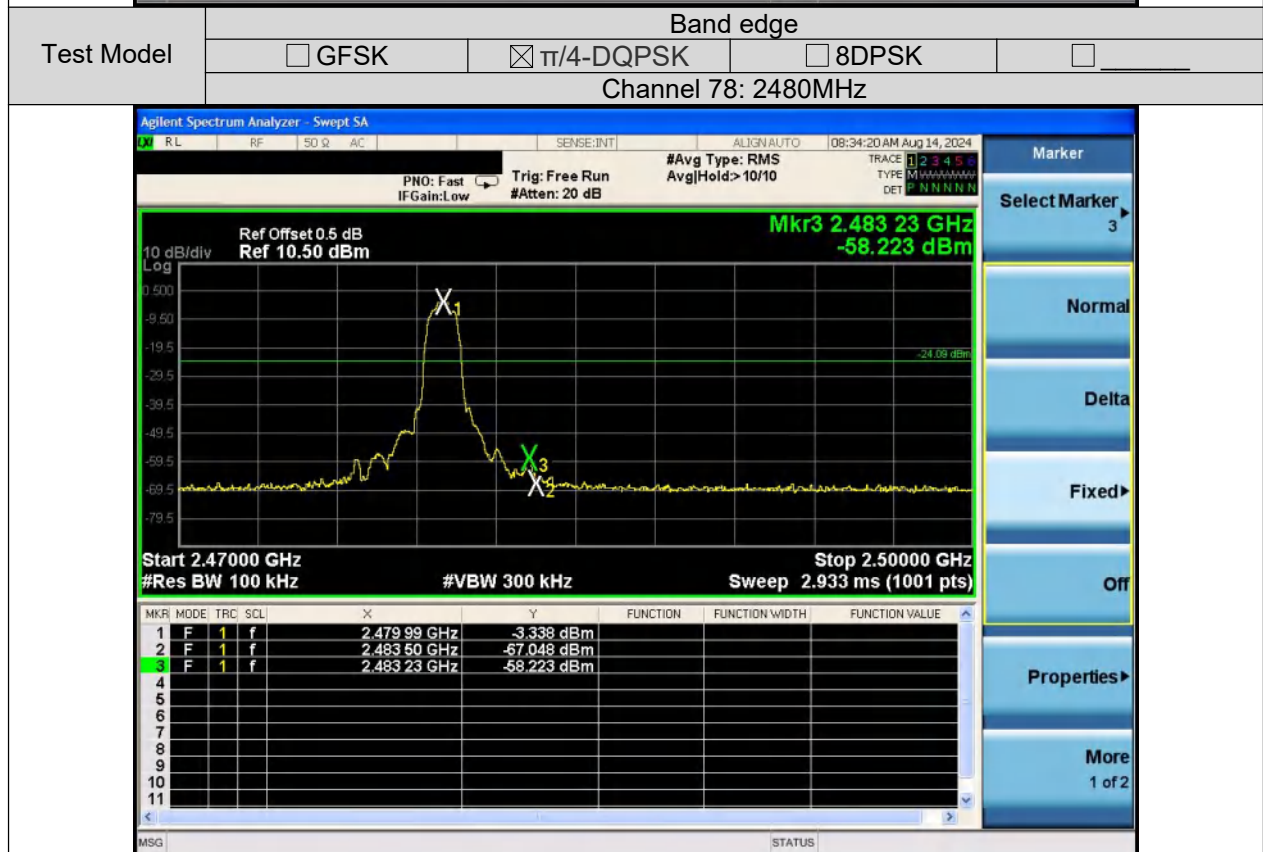 Band edge
Test Model
GFSK
π/4-DQPSK
8DPSK
Channel 78: 2480MHz
Agilent Spectrum Analyzer - Swept SA
LXI RL RF 50 Ω AC SENSE:INT ALIGN AUTO 08:34:20 AM Aug 14, 2024
PNO: Fast
IFGain:Low
Trig: Free Run
#Atten: 20 dB
#Avg Type: RMS
Avg|Hold:>10/10
TRACE 1 2 3 4 5 6
TYPE M WWWWW
DET P N N N N N
Mkr3 2.483 23 GHz
-58.223 dBm
Ref Offset 0.5 dB
10 dB/div Ref 10.50 dBm
Log
0.500
-9.50
-19.5
-29.5
-39.5
-49.5
-59.5
-69.5
-79.5
-24.09 dBm
1
3
2
Start 2.47000 GHz Stop 2.50000 GHz
#Res BW 100 kHz #VBW 300 kHz Sweep 2.933 ms (1001 pts)
MKR MODE TRC SCL X Y FUNCTION FUNCTION WIDTH FUNCTION VALUE
1 F 1 f 2.479 99 GHz -3.338 dBm
2 F 1 f 2.483 50 GHz -67.048 dBm
3 F 1 f 2.483 23 GHz -58.223 dBm
4
5
6
7
8
9
10
11
MSG STATUS
Marker
Select Marker
3
Normal
Delta
Fixed
Off
Properties
More
1 of 2